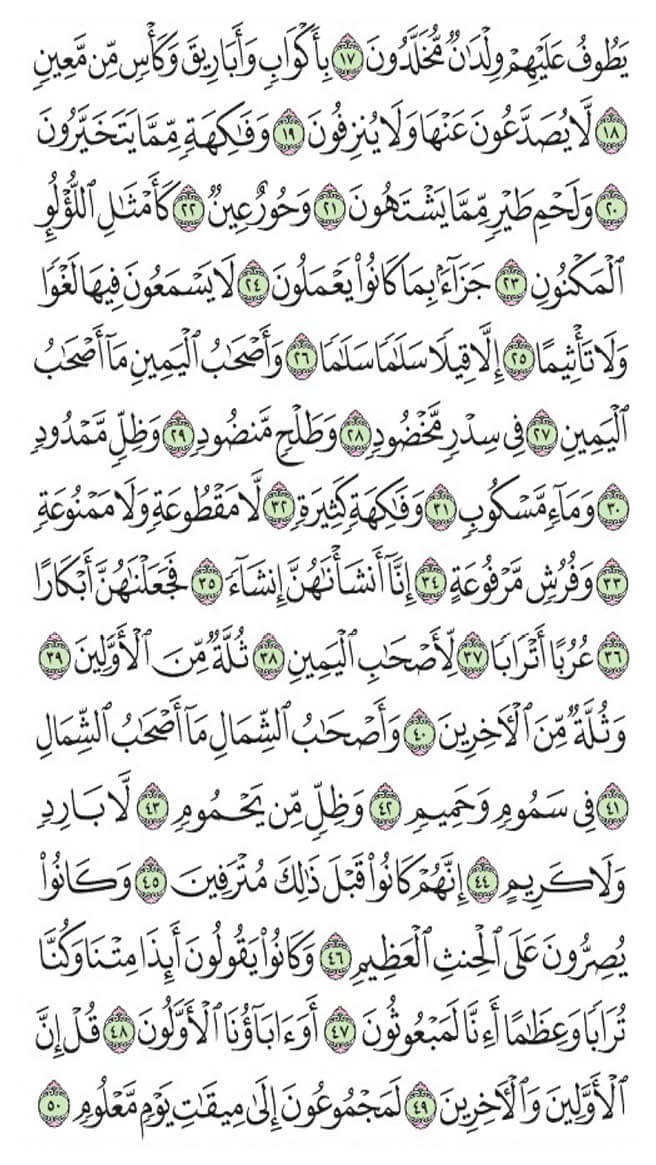 يَطُوفُ عَلَيْهِمْ وِلْدَٰنٌ مُّخَلَّدُونَ ١٧ بِأَكْوَابٍ وَأَبَارِيقَ وَكَأْسٍ مِّن مَّعِينٍ
١٨ لَّا يُصَدَّعُونَ عَنْهَا وَلَا يُنزِفُونَ ١٩ وَفَٰكِهَةٍ مِّمَّا يَتَخَيَّرُونَ
٢٠ وَلَحْمِ طَيْرٍ مِّمَّا يَشْتَهُونَ ٢١ وَحُورٌ عِينٌ ٢٢ كَأَمْثَٰلِ ٱللُّؤْلُؤِ
ٱلْمَكْنُونِ ٢٣ جَزَآءًۢ بِمَا كَانُوا۟ يَعْمَلُونَ ٢٤ لَا يَسْمَعُونَ فِيهَا لَغْوًا
وَلَا تَأْثِيمًا ٢٥ إِلَّا قِيلًا سَلَٰمًا سَلَٰمًا ٢٦ وَأَصْحَٰبُ ٱلْيَمِينِ مَآ أَصْحَٰبُ
ٱلْيَمِينِ ٢٧ فِى سِدْرٍ مَّخْضُودٍ ٢٨ وَطَلْحٍ مَّنضُودٍ ٢٩ وَظِلٍّ مَّمْدُودٍ
٣٠ وَمَآءٍ مَّسْكُوبٍ ٣١ وَفَٰكِهَةٍ كَثِيرَةٍ ٣٢ لَّا مَقْطُوعَةٍ وَلَا مَمْنُوعَةٍ
٣٣ وَفُرُشٍ مَّرْفُوعَةٍ ٣٤ إِنَّآ أَنشَأْنَٰهُنَّ إِنشَآءً ٣٥ فَجَعَلْنَٰهُنَّ أَبْكَارًا
٣٦ عُرُبًا أَتْرَابًا ٣٧ لِّأَصْحَٰبِ ٱلْيَمِينِ ٣٨ ثُلَّةٌ مِّنَ ٱلْأَوَّلِينَ ٣٩
وَثُلَّةٌ مِّنَ ٱلْءَاخِرِينَ ٤٠ وَأَصْحَٰبُ ٱلشِّمَالِ مَآ أَصْحَٰبُ ٱلشِّمَالِ
٤١ فِى سَمُومٍ وَحَمِيمٍ ٤٢ وَظِلٍّ مِّن يَحْمُومٍ ٤٣ لَّا بَارِدٍ
وَلَا كَرِيمٍ ٤٤ إِنَّهُمْ كَانُوا۟ قَبْلَ ذَٰلِكَ مُتْرَفِينَ ٤٥ وَكَانُوا۟
يُصِرُّونَ عَلَى ٱلْحِنثِ ٱلْعَظِيمِ ٤٦ وَكَانُوا۟ يَقُولُونَ أَئِذَا مِتْنَا وَكُنَّا
تُرَابًا وَعِظَٰمًا أَءِنَّا لَمَبْعُوثُونَ ٤٧ أَوَءَابَآؤُنَا ٱلْأَوَّلُونَ ٤٨ قُلْ إِنَّ
ٱلْأَوَّلِينَ وَٱلْءَاخِرِينَ ٤٩ لَمَجْمُوعُونَ إِلَىٰ مِيقَٰتِ يَوْمٍ مَّعْلُومٍ ٥٠